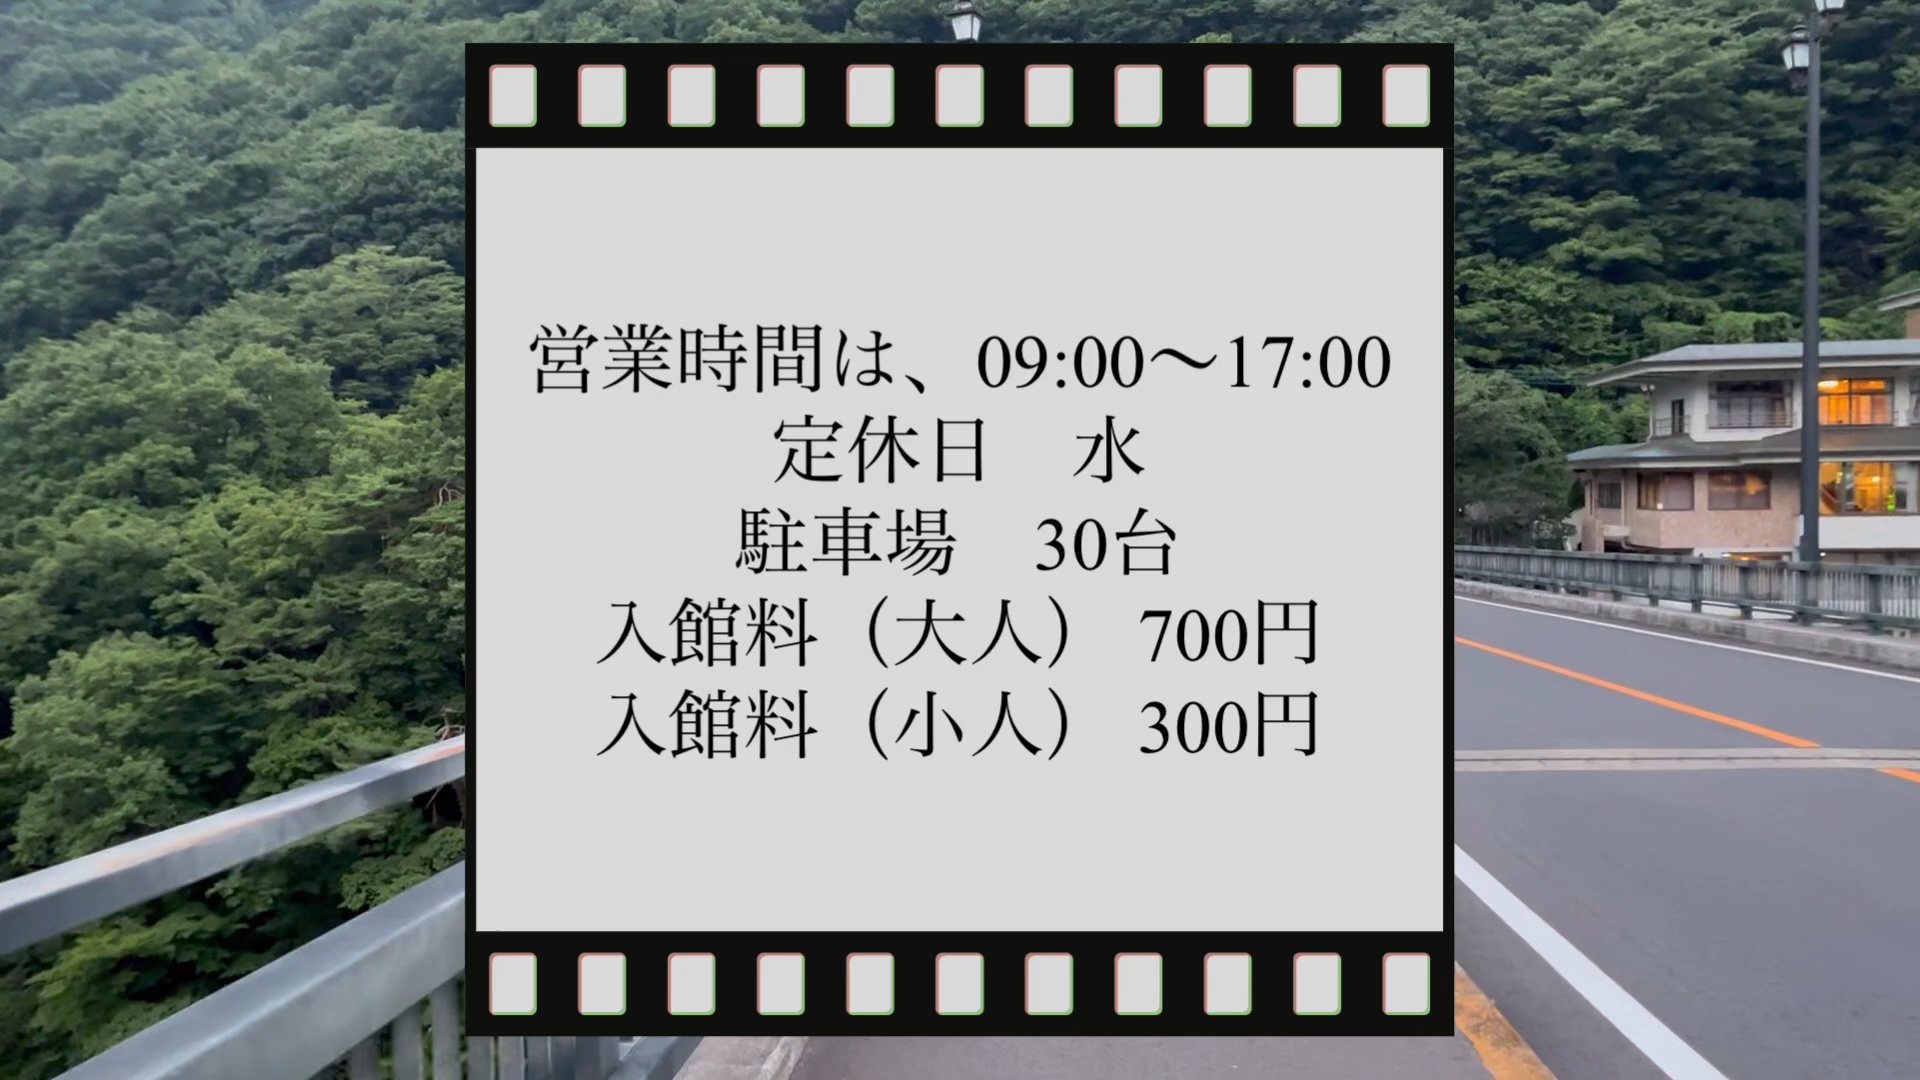 営業時間は、09:00〜17:00
定休日　水
駐車場　30台
入館料（大人）　700円
入館料（小人）　300円